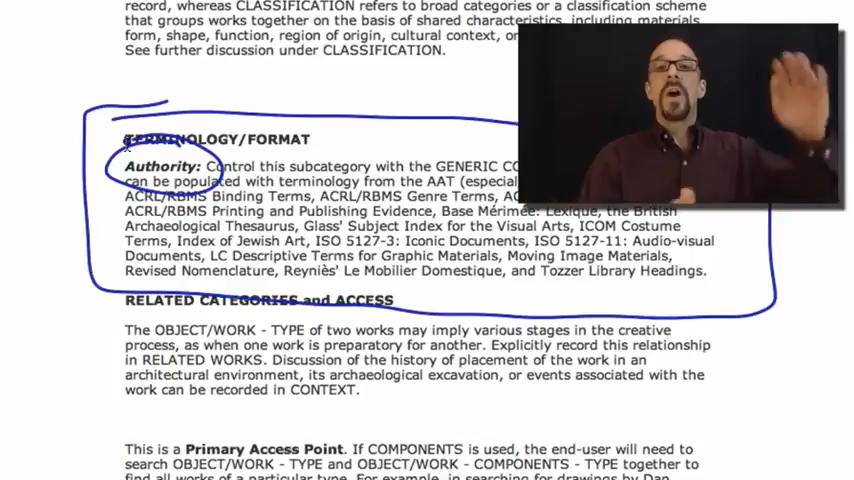 record, whereas CLASSIFICATION refers to broad categories or a classification scheme
that groups works together on the basis of shared characteristics, including materials,
form, shape, function, region of origin, cultural context, or
See further discussion under CLASSIFICATION.
TERMINOLOGY/FORMAT
Authority: Control this subcategory with the GENERIC CO
can be populated with terminology from the AAT (especial
ACRL/RBMS Binding Terms, ACRL/RBMS Genre Terms, AC
ACRL/RBMS Printing and Publishing Evidence, Base Mérimée: Lexique, the British
Archaeological Thesaurus, Glass' Subject Index for the Visual Arts, ICOM Costume
Terms, Index of Jewish Art, ISO 5127-3: Iconic Documents, ISO 5127-11: Audio-visual
Documents, LC Descriptive Terms for Graphic Materials, Moving Image Materials,
Revised Nomenclature, Reyniès' Le Mobilier Domestique, and Tozzer Library Headings.
RELATED CATEGORIES and ACCESS
The OBJECT/WORK - TYPE of two works may imply various stages in the creative
process, as when one work is preparatory for another. Explicitly record this relationship
in RELATED WORKS. Discussion of the history of placement of the work in an
architectural environment, its archaeological excavation, or events associated with the
work can be recorded in CONTEXT.
This is a Primary Access Point. If COMPONENTS is used, the end-user will need to
search OBJECT/WORK - TYPE and OBJECT/WORK - COMPONENTS - TYPE together to
find all works of a particular type. For example, in searching for drawings by Dan